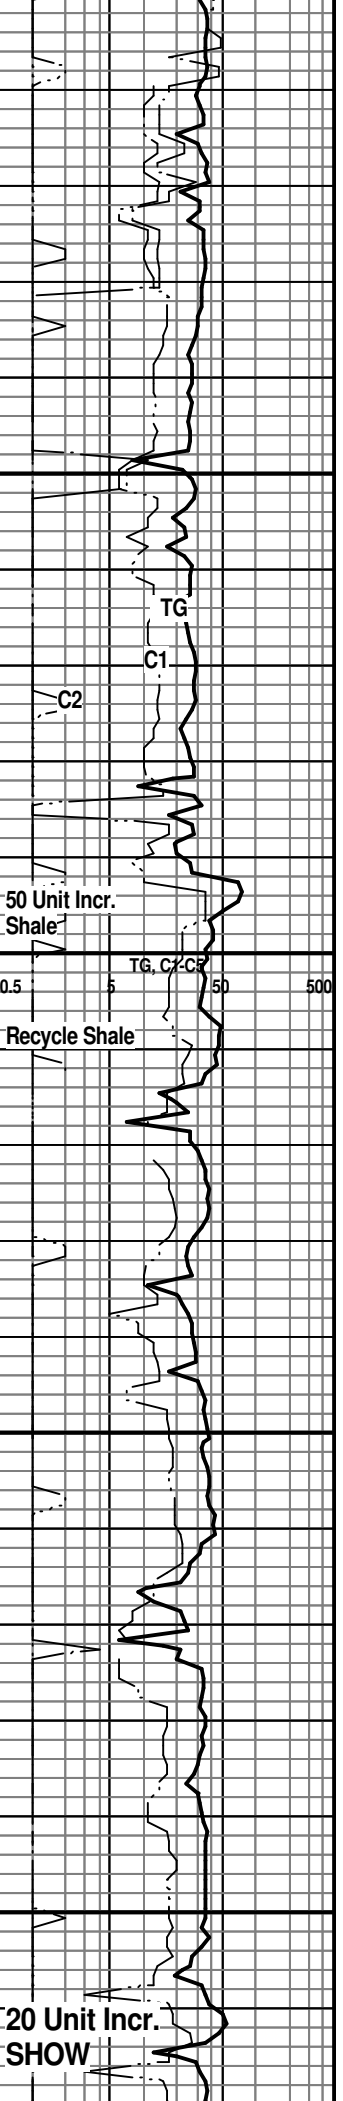 TG
C1
C2
50 Unit Incr.
Shale
TG, C1-C5
0.5 5 50 500
Recycle Shale
20 Unit Incr.
SHOW